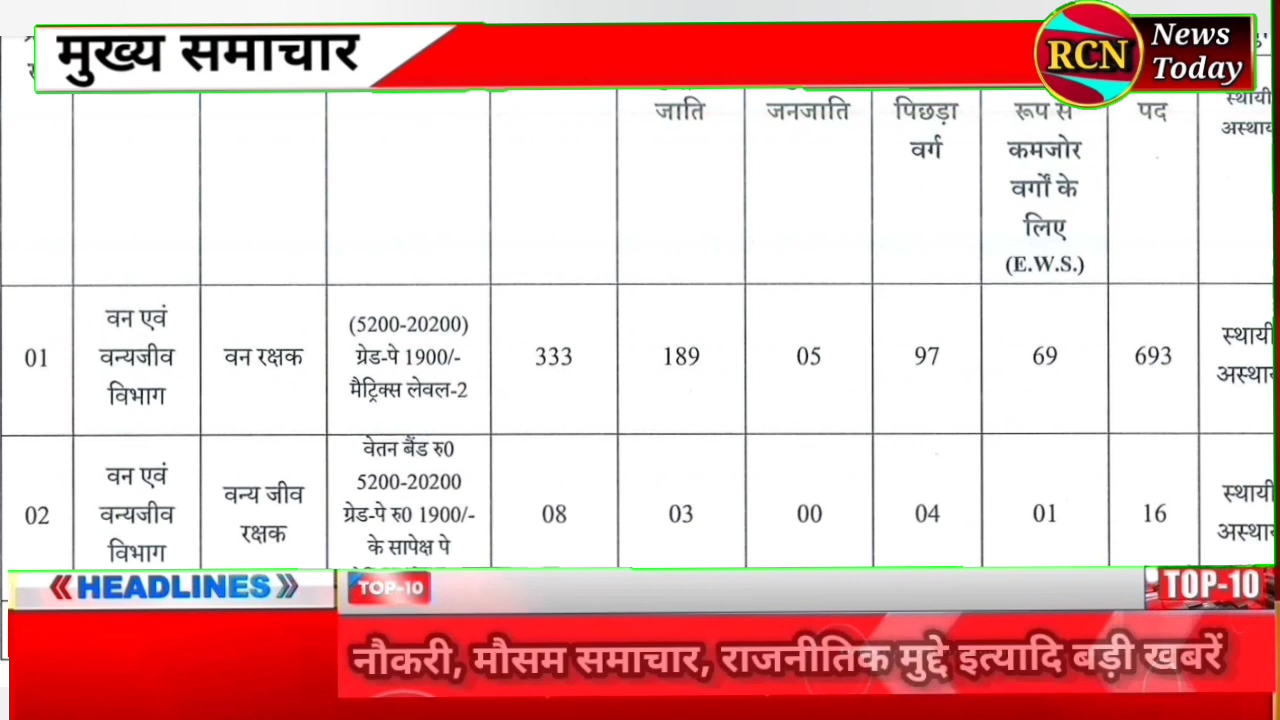 मुख्य समाचार
RCN
News
Today
जाति
जनजाति
पिछड़ा
वर्ग
रूप से
कमजोर
वर्गों के
लिए
(E.W.S.)
पद
01
वन एवं
वन्यजीव
विभाग
वन रक्षक
(5200-20200)
ग्रेड-पे 1900/-
मैट्रिक्स लेवल-2
333
189
05
97
69
693
स्थायी
02
वन एवं
वन्यजीव
विभाग
वन्य जीव
रक्षक
वेतन बैंड रु0
5200-20200
ग्रेड-पे रु0 1900/-
के सापेक्ष पे
08
03
00
04
01
16
स्थायी
HEADLINES
TOP-10
TOP-10
नौकरी, मौसम समाचार, राजनीतिक मुद्दे इत्यादि बड़ी खबरें